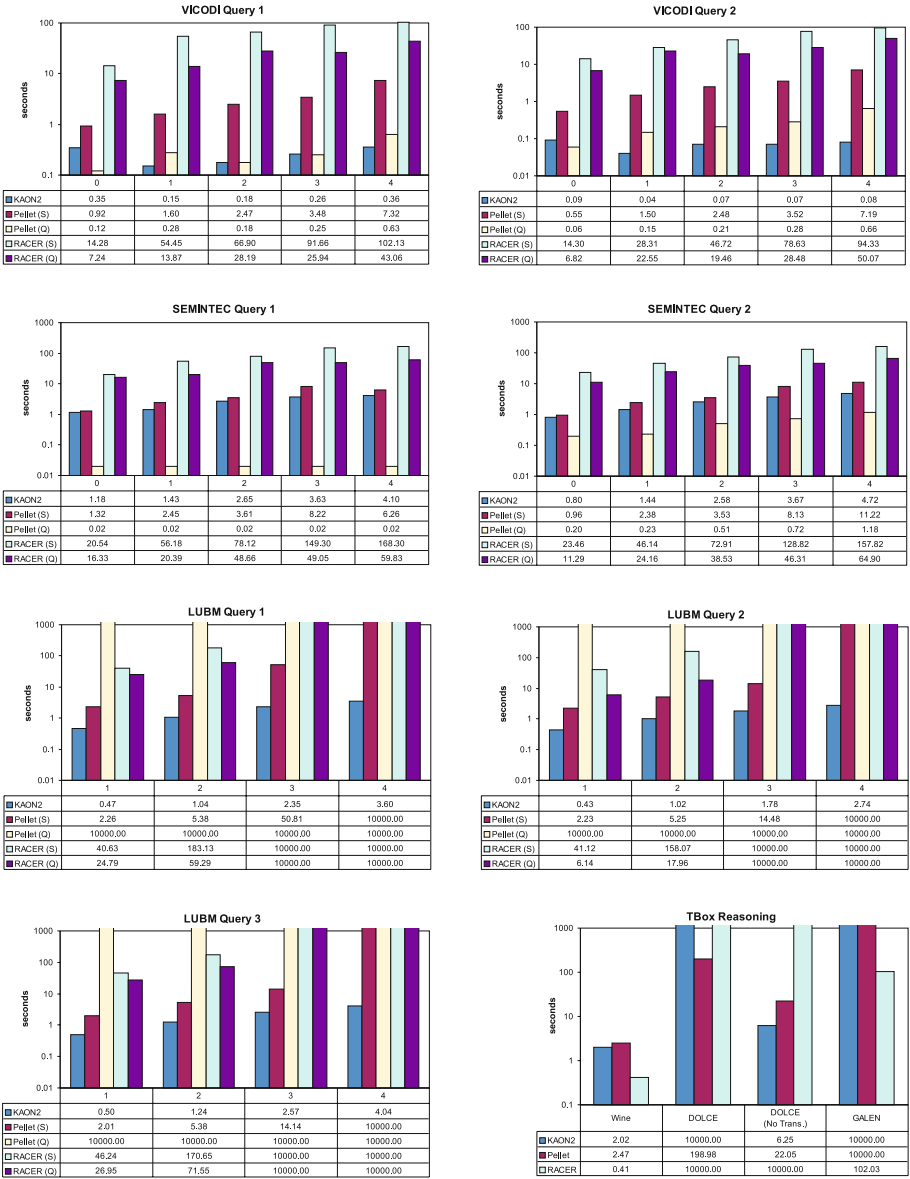 VICODI Query 1
100
10
1
0.1
seconds
0 1 2 3 4
KAON2 0.35 0.15 0.18 0.26 0.36
Pellet (S) 0.92 1.60 2.47 3.48 7.32
Pellet (Q) 0.12 0.28 0.18 0.25 0.63
RACER (S) 14.28 54.45 66.90 91.66 102.13
RACER (Q) 7.24 13.87 28.19 25.94 43.06
VICODI Query 2
100
10
1
0.1
0.01
seconds
0 1 2 3 4
KAON2 0.09 0.04 0.07 0.07 0.08
Pellet (S) 0.55 1.50 2.48 3.52 7.19
Pellet (Q) 0.06 0.15 0.21 0.28 0.66
RACER (S) 14.30 28.31 46.72 78.63 94.33
RACER (Q) 6.82 22.55 19.46 28.48 50.07
SEMINTEC Query 1
1000
100
10
1
0.1
0.01
seconds
0 1 2 3 4
KAON2 1.18 1.43 2.65 3.63 4.10
Pellet (S) 1.32 2.45 3.61 8.22 6.26
Pellet (Q) 0.02 0.02 0.02 0.02 0.02
RACER (S) 20.54 56.18 78.12 149.30 168.30
RACER (Q) 16.33 20.39 48.66 49.05 59.83
SEMINTEC Query 2
1000
100
10
1
0.1
0.01
seconds
0 1 2 3 4
KAON2 0.80 1.44 2.58 3.67 4.72
Pellet (S) 0.96 2.38 3.53 8.13 11.22
Pellet (Q) 0.20 0.23 0.51 0.72 1.18
RACER (S) 23.46 46.14 72.91 128.82 157.82
RACER (Q) 11.29 24.16 38.53 46.31 64.90
LUBM Query 1
1000
100
10
1
0.1
0.01
seconds
1 2 3 4
KAON2 0.47 1.04 2.35 3.60
Pellet (S) 2.26 5.38 50.81 10000.00
Pellet (Q) 10000.00 10000.00 10000.00 10000.00
RACER (S) 40.63 183.13 10000.00 10000.00
RACER (Q) 24.79 59.29 10000.00 10000.00
LUBM Query 2
1000
100
10
1
0.1
0.01
seconds
1 2 3 4
KAON2 0.43 1.02 1.78 2.74
Pellet (S) 2.23 5.25 14.48 10000.00
Pellet (Q) 10000.00 10000.00 10000.00 10000.00
RACER (S) 41.12 158.07 10000.00 10000.00
RACER (Q) 6.14 17.96 10000.00 10000.00
LUBM Query 3
1000
100
10
1
0.1
0.01
seconds
1 2 3 4
KAON2 0.50 1.24 2.57 4.04
Pellet (S) 2.01 5.38 14.14 10000.00
Pellet (Q) 10000.00 10000.00 10000.00 10000.00
RACER (S) 46.24 170.65 10000.00 10000.00
RACER (Q) 26.95 71.55 10000.00 10000.00
TBox Reasoning
1000
100
10
1
0.1
seconds
Wine DOLCE DOLCE GALEN
(No Trans.)
KAON2 2.02 10000.00 6.25 10000.00
Pellet 2.47 198.98 22.05 10000.00
RACER 0.41 10000.00 10000.00 102.03